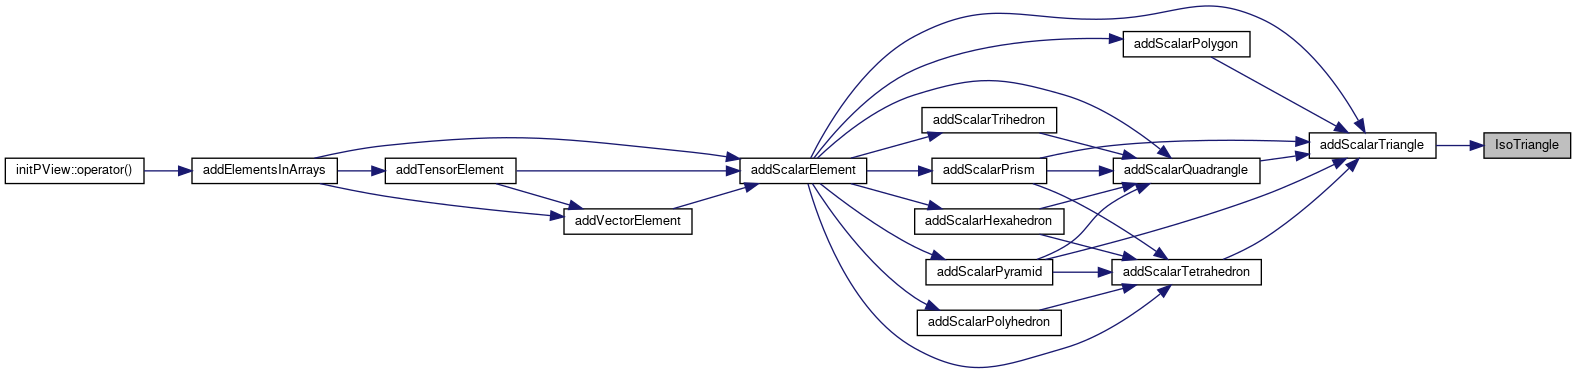 initPView::operator()
addElementsInArrays
addTensorElement
addVectorElement
addScalarElement
addScalarPolygon
addScalarTrihedron
addScalarPrism
addScalarHexahedron
addScalarPyramid
addScalarPolyhedron
addScalarQuadrangle
addScalarTetrahedron
addScalarTriangle
IsoTriangle